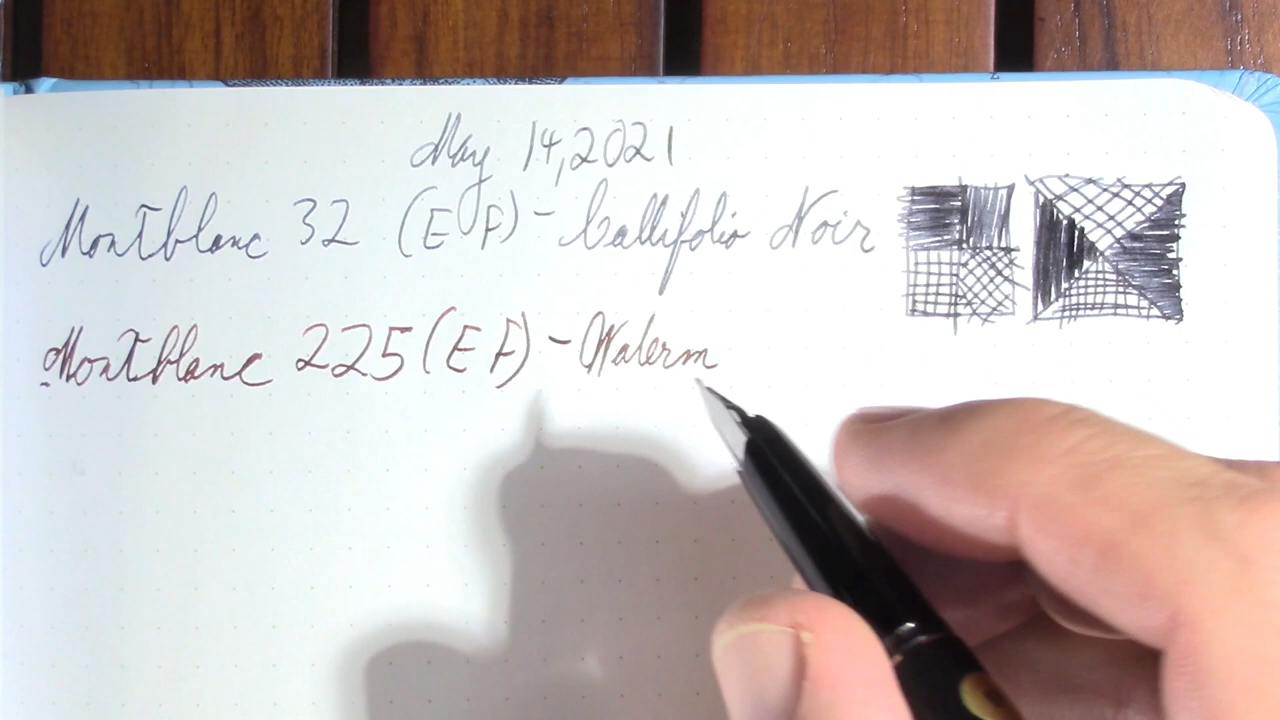 May 14, 2021
Montblanc 32 (EF) - Callifolio Noir
Montblanc 225 (EF) - Waterm